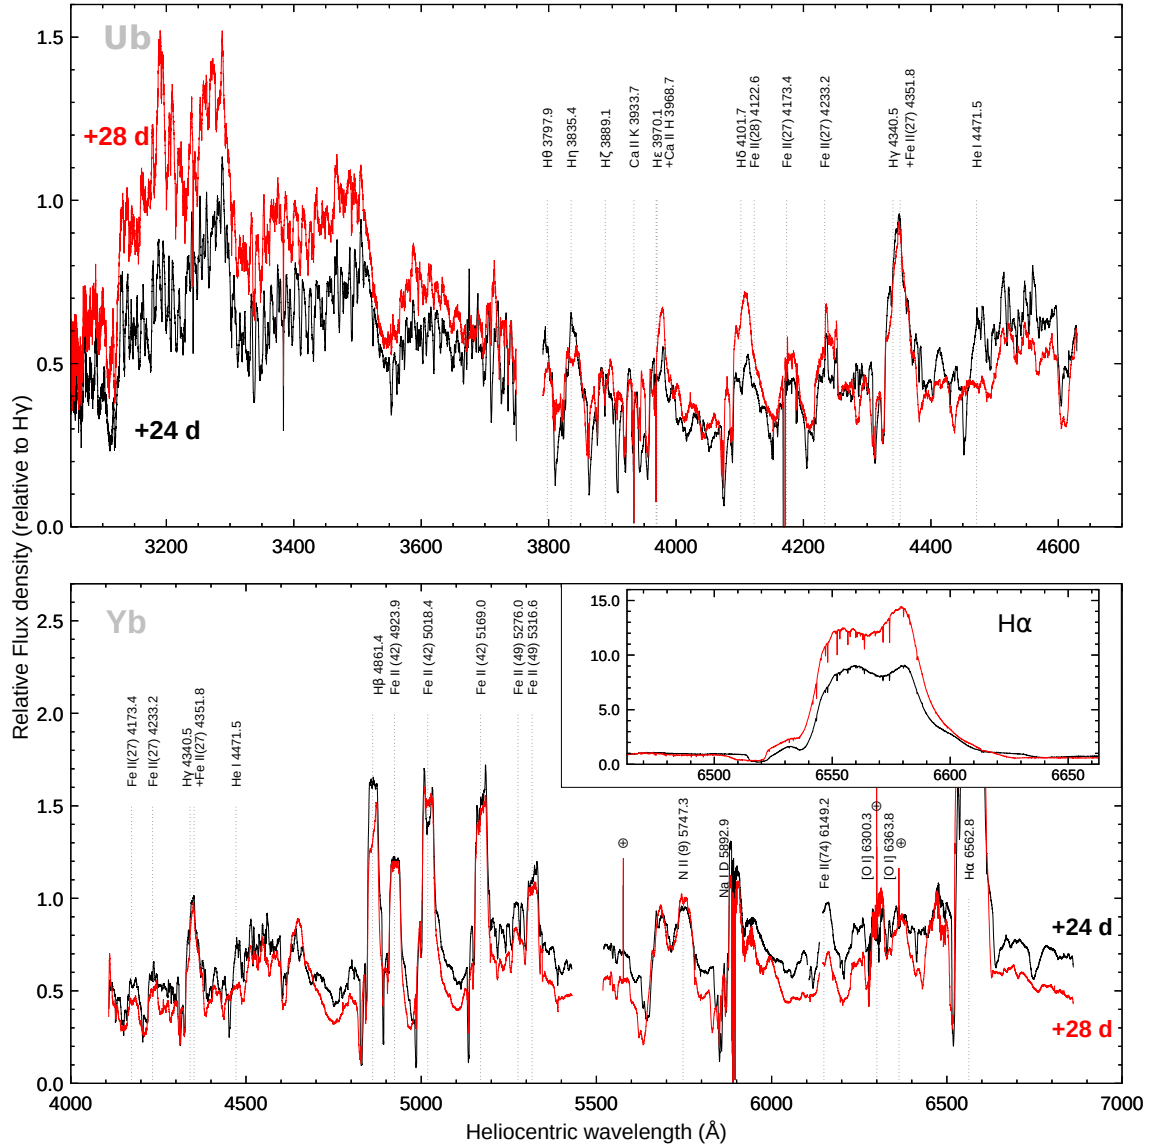 Relative Flux density (relative to Hγ)
Ub
1.5
1.0
0.5
0.0
+28 d
+24 d
Hθ 3797.9
Hη 3835.4
Hζ 3889.1
Ca II K 3933.7
Hε 3970.1
+Ca II H 3968.7
Hδ 4101.7
Fe II(28) 4122.6
Fe II(27) 4173.4
Fe II(27) 4233.2
Hγ 4340.5
+Fe II(27) 4351.8
He I 4471.5
3200 3400 3600 3800 4000 4200 4400 4600
Yb
2.5
2.0
1.5
1.0
0.5
0.0
Fe II(27) 4173.4
Fe II(27) 4233.2
Hγ 4340.5
+Fe II(27) 4351.8
He I 4471.5
Hβ 4861.4
Fe II (42) 4923.9
Fe II (42) 5018.4
Fe II (42) 5169.0
Fe II (49) 5276.0
Fe II (49) 5316.6
Hα
15.0
10.0
5.0
0.0
6500 6550 6600 6650
⊕
N II (9) 5747.3
Na I D 5892.9
Fe II(74) 6149.2
[O I] 6300.3
⊕
[O I] 6363.8
⊕
Hα 6562.8
+24 d
+28 d
4000 4500 5000 5500 6000 6500 7000
Heliocentric wavelength (Å)